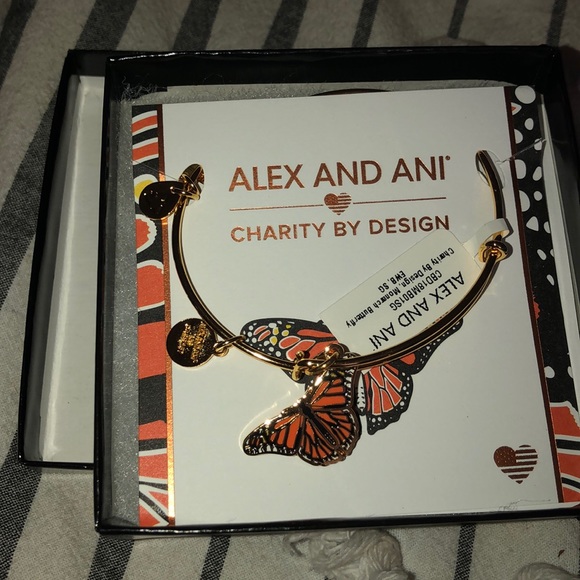 ALEX AND ANI®
CHARITY BY DESIGN
ALEX AND ANI
CBD18MB01SG
Charity By Design, Monarch Butterfly
EWB, SG